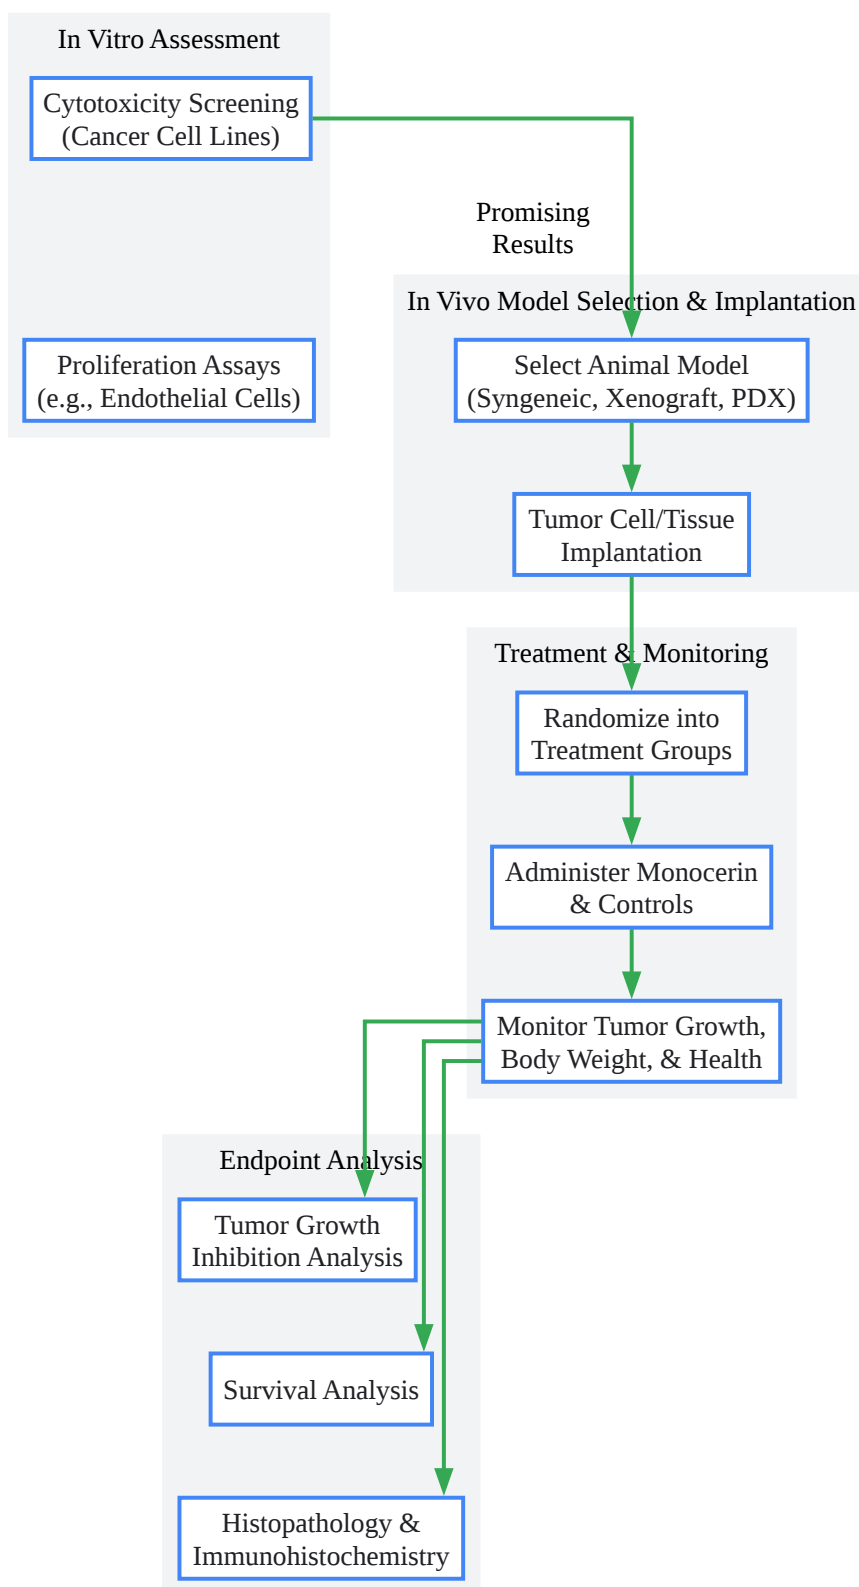 In Vitro Assessment
Cytotoxicity Screening
(Cancer Cell Lines)
Promising
Results
Proliferation Assays
(e.g., Endothelial Cells)
In Vivo Model Selection & Implantation
Select Animal Model
(Syngeneic, Xenograft, PDX)
Tumor Cell/Tissue
Implantation
Treatment & Monitoring
Randomize into
Treatment Groups
Administer Monocerin
& Controls
Monitor Tumor Growth,
Body Weight, & Health
Endpoint Analysis
Tumor Growth
Inhibition Analysis
Survival Analysis
Histopathology &
Immunohistochemistry